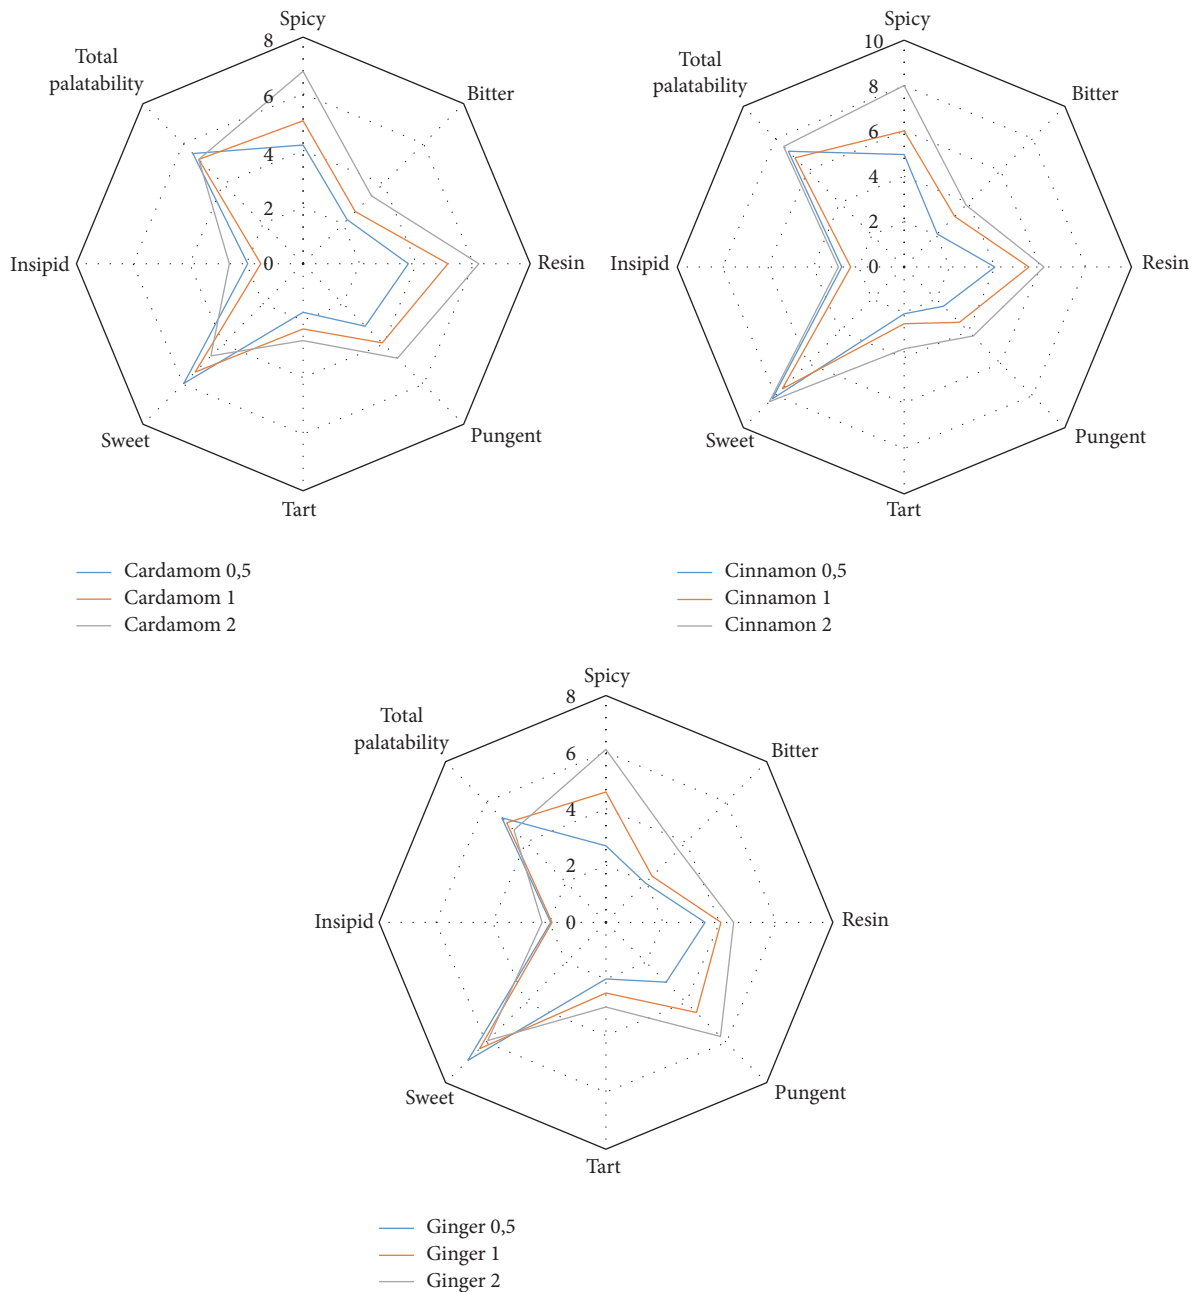 Spicy
8
Total
palatability
Bitter
6
4
2
Insipid
0
Resin
Sweet
Pungent
Tart
Cardamom 0,5
Cardamom 1
Cardamom 2
Spicy
10
Total
palatability
Bitter
8
6
4
2
Insipid
0
Resin
Sweet
Pungent
Tart
Cinnamon 0,5
Cinnamon 1
Cinnamon 2
Spicy
8
Total
palatability
Bitter
6
4
2
Insipid
0
Resin
Sweet
Pungent
Tart
Ginger 0,5
Ginger 1
Ginger 2